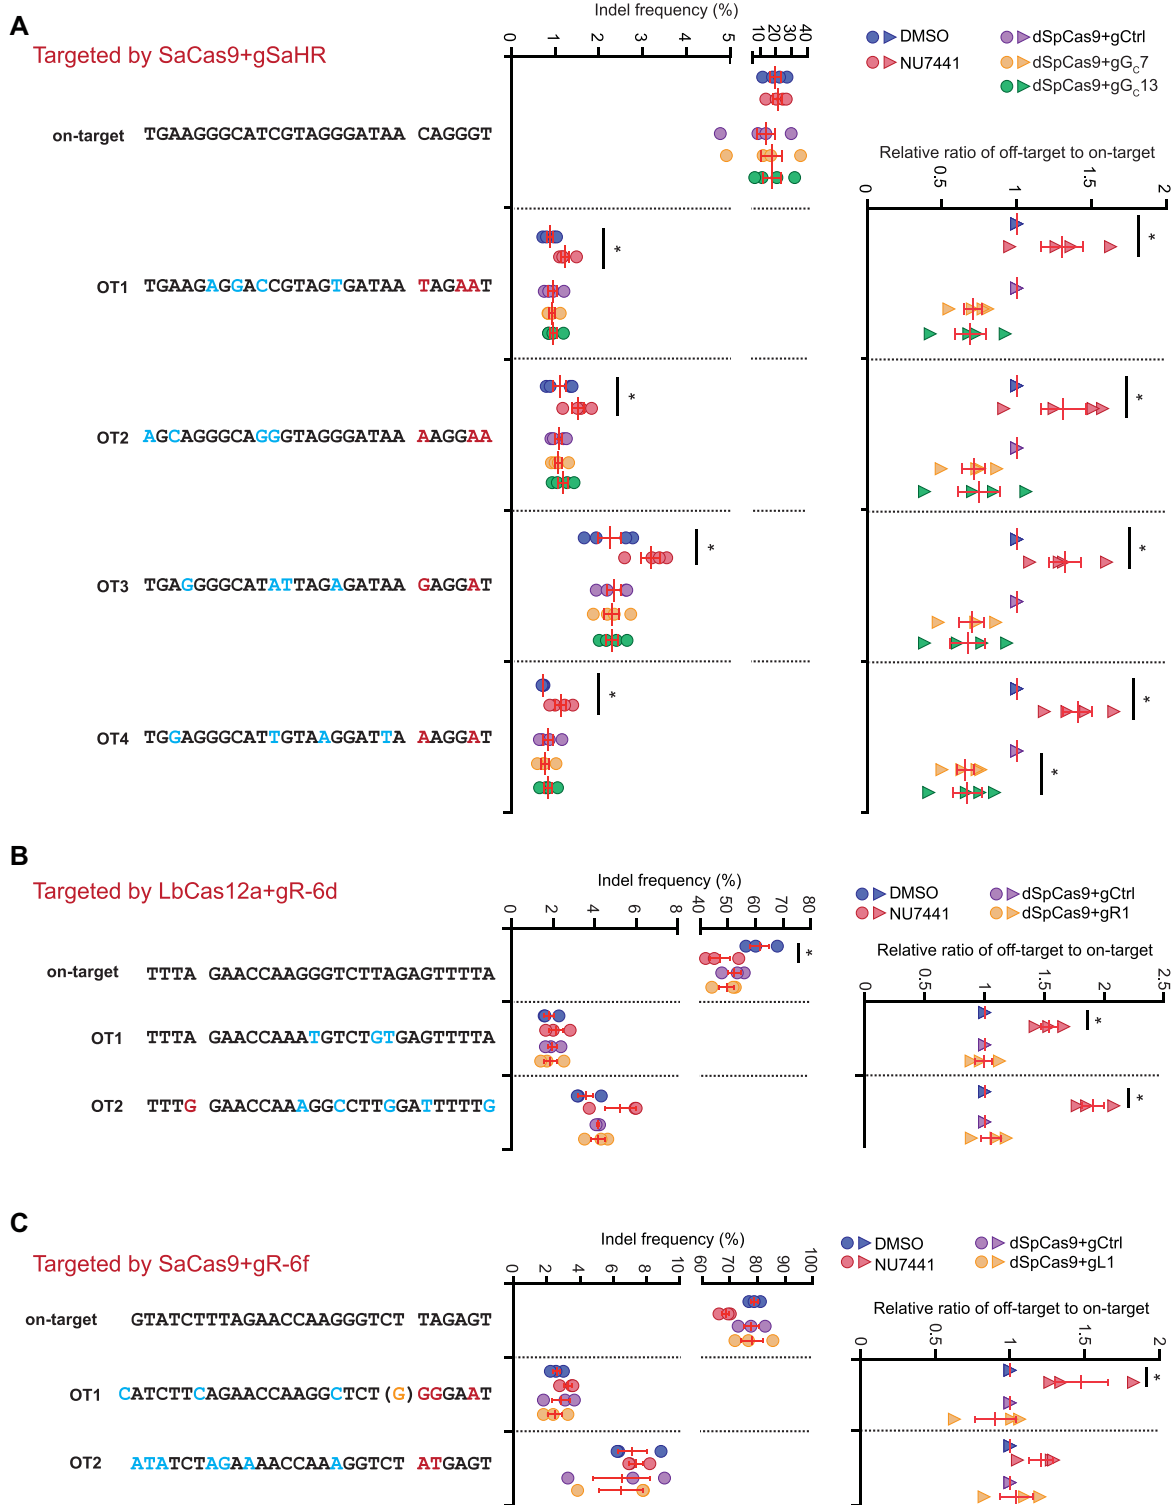 A
Targeted by SaCas9+gSaHR
Indel frequency (%)
0 1 2 3 4 5 10 20 30 40
DMSO
NU7441
dSpCas9+gCtrl
dSpCas9+gGC7
dSpCas9+gGC13
Relative ratio of off-target to on-target
0 0.5 1 1.5 2
on-target TGAAGGGCATCGTAGGGATAA CAGGGT
OT1 TGAAGAGGACCGTAGTGATAA TAGAAT
*
*
OT2 AGCAGGGCAGGGTAGGGATAA AAGGAA
*
*
OT3 TGAGGGGCATATTAGAGATAA GAGGAT
*
*
OT4 TGGAGGGCATTGTAAGGATTA AAGGAT
*
*
*
B
Targeted by LbCas12a+gR-6d
Indel frequency (%)
0 2 4 6 8 40 50 60 70 80
DMSO
NU7441
dSpCas9+gCtrl
dSpCas9+gR1
Relative ratio of off-target to on-target
0 0.5 1 1.5 2 2.5
on-target TTTA GAACCAAGGGTCTTAGAGTTTTA
*
OT1 TTTA GAACCAAATGTCTGTGAGTTTTA
*
OT2 TTTG GAACCAAAGGCCTTGGATTTTTG
*
C
Targeted by SaCas9+gR-6f
Indel frequency (%)
0 2 4 6 8 10 60 70 80 90 100
DMSO
NU7441
dSpCas9+gCtrl
dSpCas9+gL1
Relative ratio of off-target to on-target
0 0.5 1 1.5 2
on-target GTATCTTTAGAACCAAGGGTCT TAGAGT
OT1 CATCTTCAGAACCAAGGCTCT(G)GGGAAT
*
OT2 ATATCTAGAAAACCAAAGGTCT ATGAGT